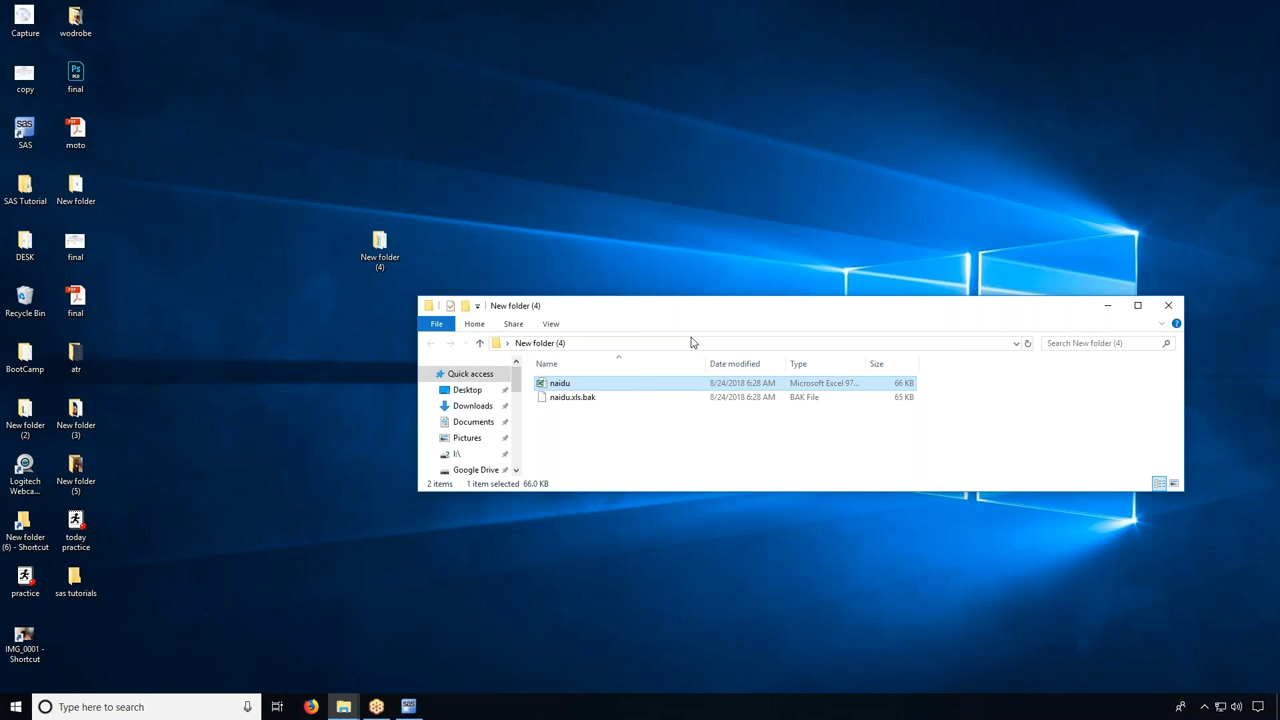 Capture
wodrobe
copy
final
SAS
moto
SAS Tutorial
New folder
DESK
final
Recycle Bin
final
BootCamp
atr
New folder
(2)
New folder
(3)
Logitech
Webca...
New folder
(5)
New folder
(6) - Shortcut
today
practice
practice
sas tutorials
IMG_0001 -
Shortcut
New folder
(4)
New folder (4)
File
Home
Share
View
New folder (4)
Search New folder (4)
Name
Date modified
Type
Size
Quick access
Desktop
Downloads
Documents
Pictures
I:\
Google Drive
naidu
8/24/2018 6:28 AM
Microsoft Excel 97...
66 KB
naidu.xls.bak
8/24/2018 6:28 AM
BAK File
65 KB
2 items
1 item selected 66.0 KB
Type here to search